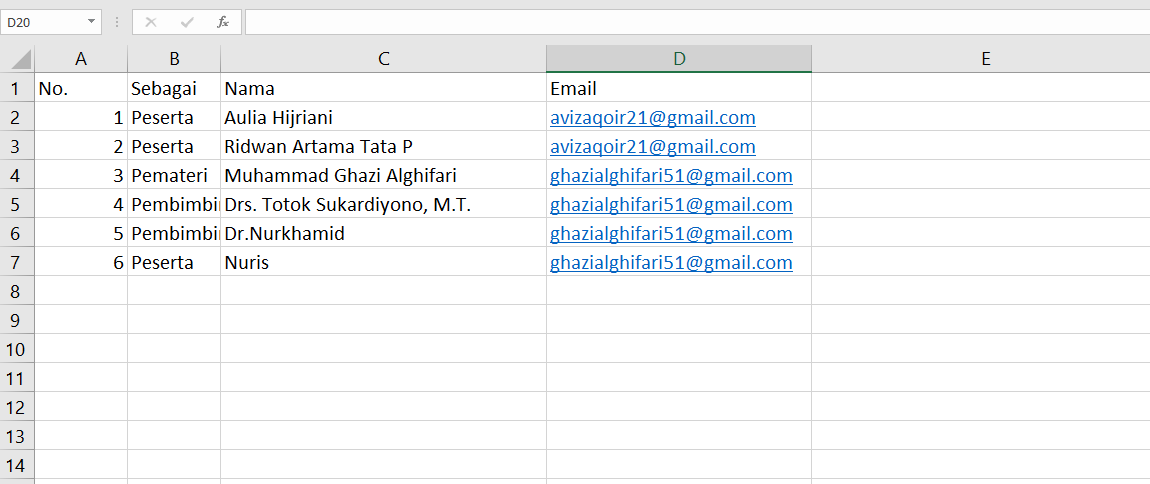 D20 fx
A B C D E
1 No. Sebagai Nama Email
2 1 Peserta Aulia Hijriani avizaqoir21@gmail.com
3 2 Peserta Ridwan Artama Tata P avizaqoir21@gmail.com
4 3 Pemateri Muhammad Ghazi Alghifari ghazialghifari51@gmail.com
5 4 Pembimbin Drs. Totok Sukardiyono, M.T. ghazialghifari51@gmail.com
6 5 Pembimbin Dr.Nurkhamid ghazialghifari51@gmail.com
7 6 Peserta Nuris ghazialghifari51@gmail.com
8
9
10
11
12
13
14